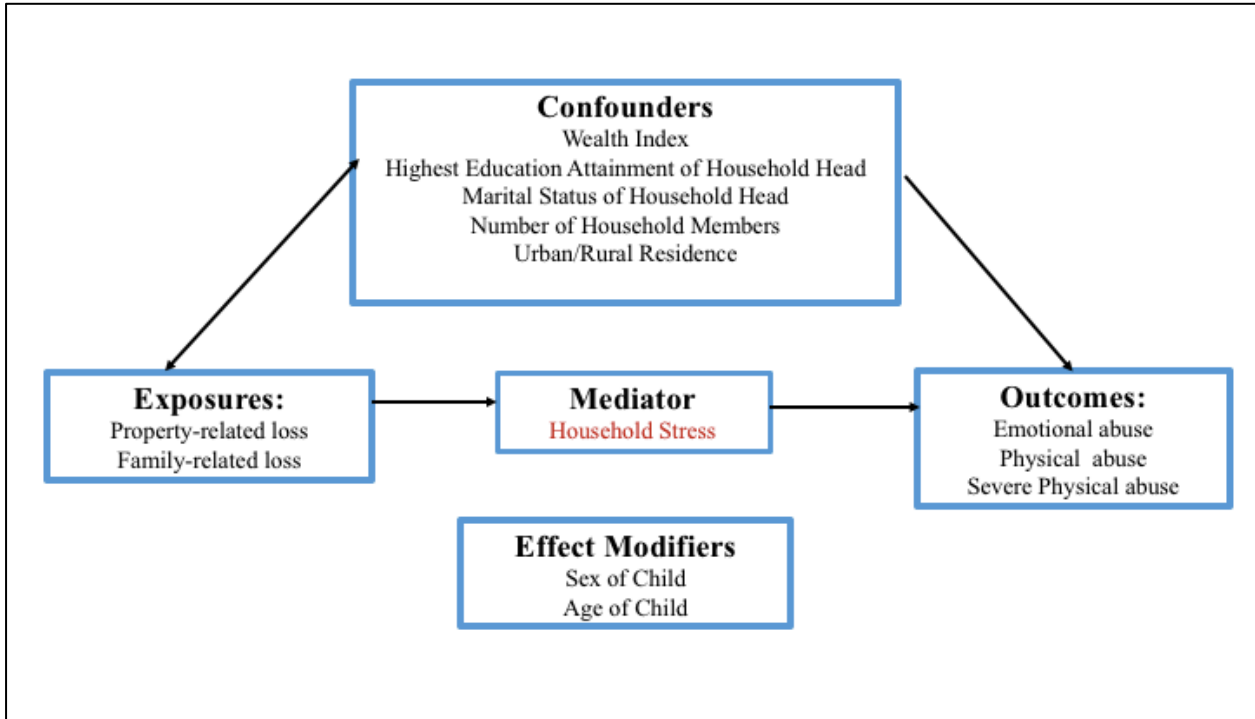 Confounders
Wealth Index
Highest Education Attainment of Household Head
Marital Status of Household Head
Number of Household Members
Urban/Rural Residence
Exposures:
Property-related loss
Family-related loss
Mediator
Household Stress
Outcomes:
Emotional abuse
Physical abuse
Severe Physical abuse
Effect Modifiers
Sex of Child
Age of Child